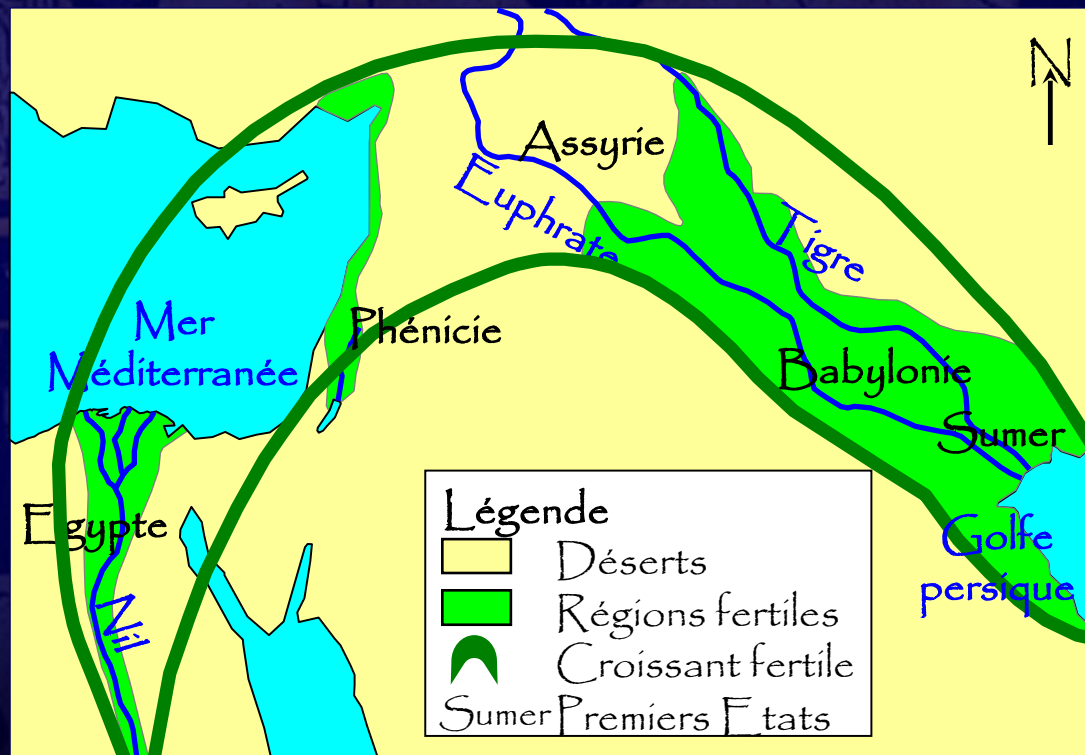 N
Assyrie
Euphrate
Tigre
Mer
Méditerranée
Phénicie
Babylonie
Sumer
Egypte
Nil
Golfe
persique
Légende
Déserts
Régions fertiles
Croissant fertile
Sumer Premiers Etats